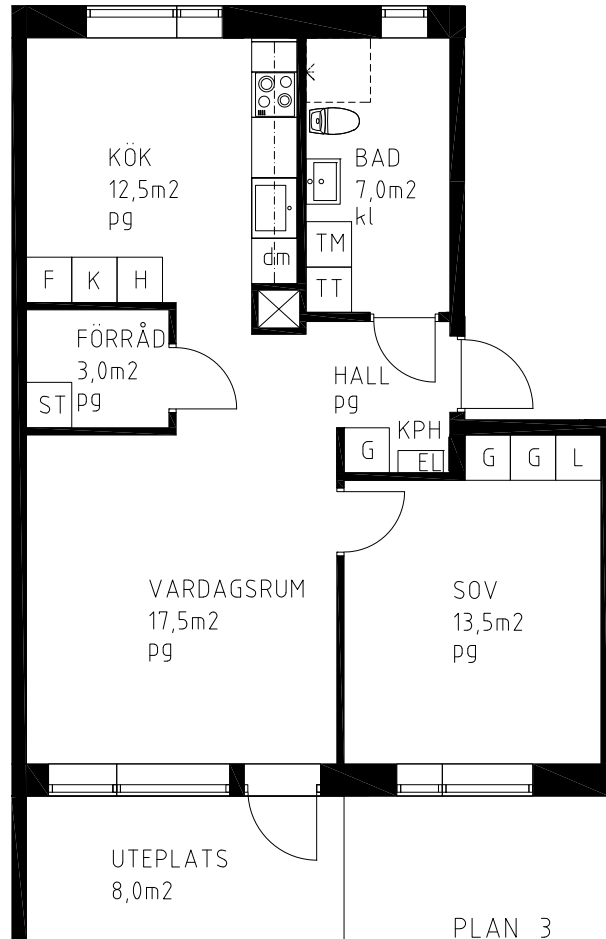 KÖK
12,5m2
pg
BAD
7,0m2
kl
dm
TM
TT
F K H
FÖRRÅD
3,0m2
pg
ST
HALL
pg
KPH
G
EL
G G L
VARDAGSRUM
17,5m2
pg
SOV
13,5m2
pg
UTEPLATS
8,0m2
PLAN 3